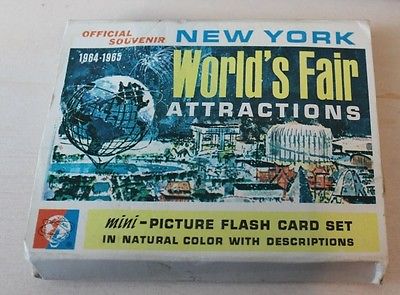 OFFICIAL
SOUVENIR
NEW YORK
1964-1965
World's Fair
ATTRACTIONS
mini-PICTURE FLASH CARD SET
IN NATURAL COLOR WITH DESCRIPTIONS